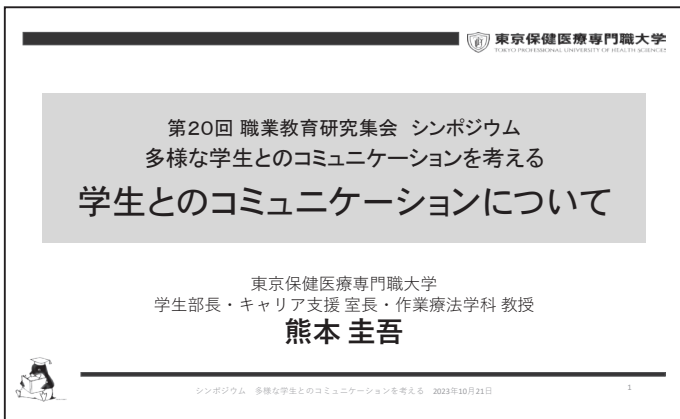 東京保健医療専門職大学
TOKYO PROFESSIONAL UNIVERSITY OF HEALTH SCIENCES
第20回 職業教育研究集会 シンポジウム
多様な学生とのコミュニケーションを考える
学生とのコミュニケーションについて
東京保健医療専門職大学
学生部長・キャリア支援 室長・作業療法学科 教授
熊本 圭吾
シンポジウム 多様な学生とのコミュニケーションを考える 2023年10月21日
1